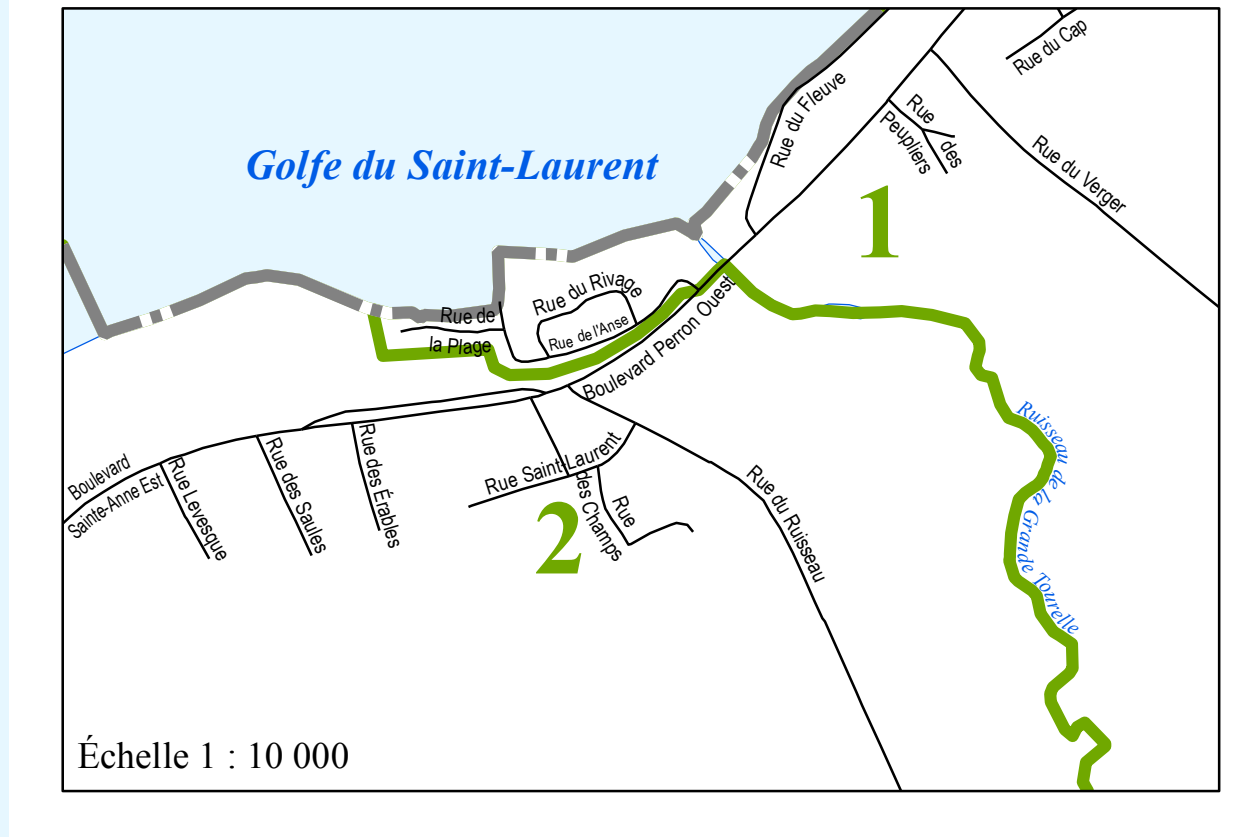 Rue du Cap
Rue du Fleuve
Rue
des
Peupliers
Rue du Verger
Golfe du Saint-Laurent
1
Rue du Rivage
Rue de
la Plage
Rue de l'Anse
Boulevard Perron Ouest
Ruisseau de la Grande Tourelle
Boulevard
Sainte-Anne Est
Rue Levesque
Rue des Saules
Rue des Érables
Rue Saint-Laurent
Rue
des Champs
Rue du Ruisseau
2
Échelle 1 : 10 000